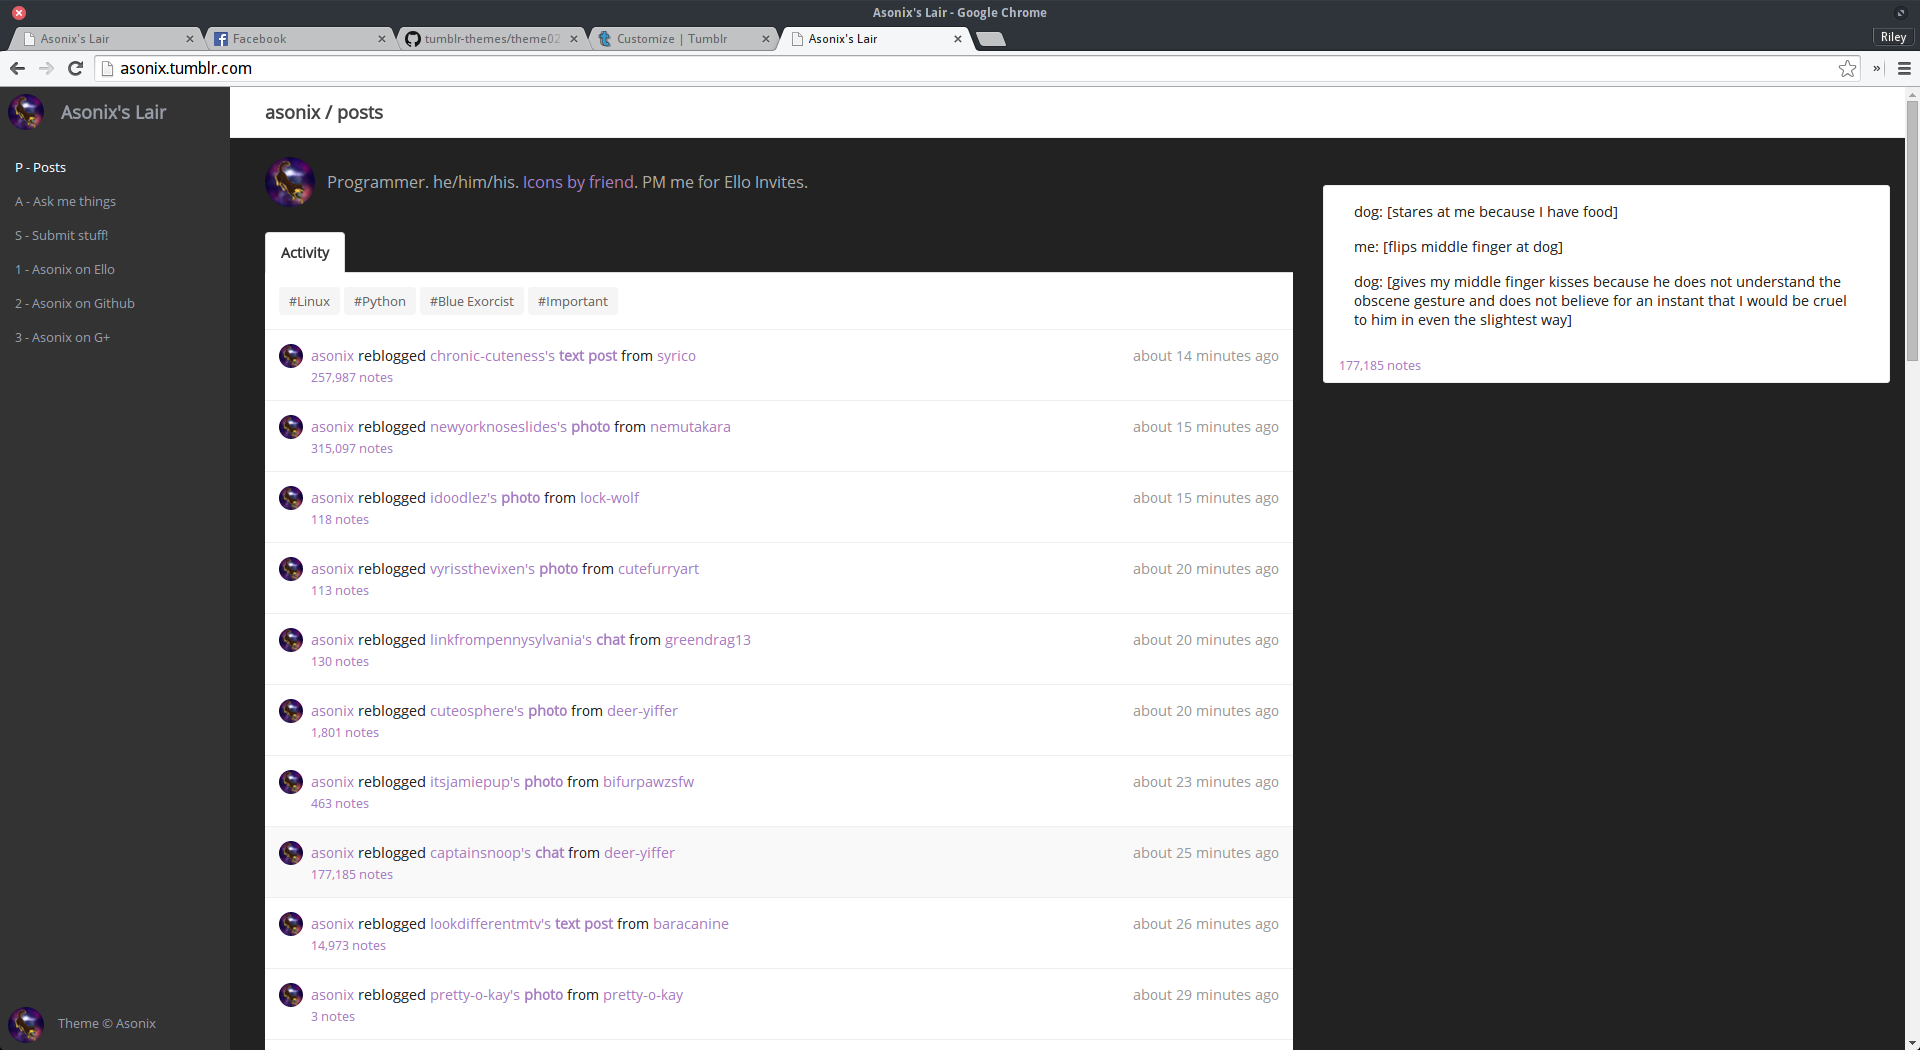 Asonix's Lair - Google Chrome
Asonix's Lair
Facebook
tumblr-themes/theme02
Customize | Tumblr
Asonix's Lair
Riley
asonix.tumblr.com
»
Asonix's Lair
P - Posts
A - Ask me things
S - Submit stuff!
1 - Asonix on Ello
2 - Asonix on Github
3 - Asonix on G+
Theme © Asonix
asonix / posts
Programmer. he/him/his. Icons by friend. PM me for Ello Invites.
Activity
#Linux #Python #Blue Exorcist #Important
asonix reblogged chronic-cuteness's text post from syrico about 14 minutes ago
257,987 notes
asonix reblogged newyorknoseslides's photo from nemutakara about 15 minutes ago
315,097 notes
asonix reblogged idoodlez's photo from lock-wolf about 15 minutes ago
118 notes
asonix reblogged vyrissthevixen's photo from cutefurryart about 20 minutes ago
113 notes
asonix reblogged linkfrompennysylvania's chat from greendrag13 about 20 minutes ago
130 notes
asonix reblogged cuteosphere's photo from deer-yiffer about 20 minutes ago
1,801 notes
asonix reblogged itsjamiepup's photo from bifurpawzsfw about 23 minutes ago
463 notes
asonix reblogged captainsnoop's chat from deer-yiffer about 25 minutes ago
177,185 notes
asonix reblogged lookdifferentmtv's text post from baracanine about 26 minutes ago
14,973 notes
asonix reblogged pretty-o-kay's photo from pretty-o-kay about 29 minutes ago
3 notes
dog: [stares at me because I have food]
me: [flips middle finger at dog]
dog: [gives my middle finger kisses because he does not understand the
obscene gesture and does not believe for an instant that I would be cruel
to him in even the slightest way]
177,185 notes